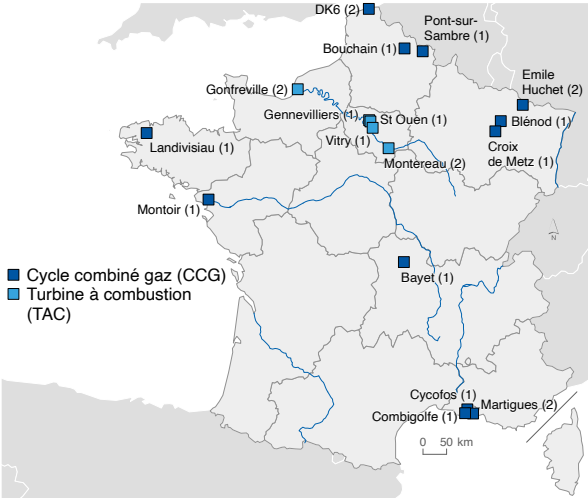 DK6 (2)
Pont-sur-
Sambre (1)
Bouchain (1)
Emile
Huchet (2)
Gonfreville (2)
Gennevilliers (1)
St Ouen (1)
Blénod (1)
Vitry (1)
Croix
de Metz (1)
Landivisiau (1)
Montereau (2)
Montoir (1)
N
Cycle combiné gaz (CCG)
Turbine à combustion
(TAC)
Bayet (1)
Cycofos (1)
Martigues (2)
Combigolfe (1)
0 50 km